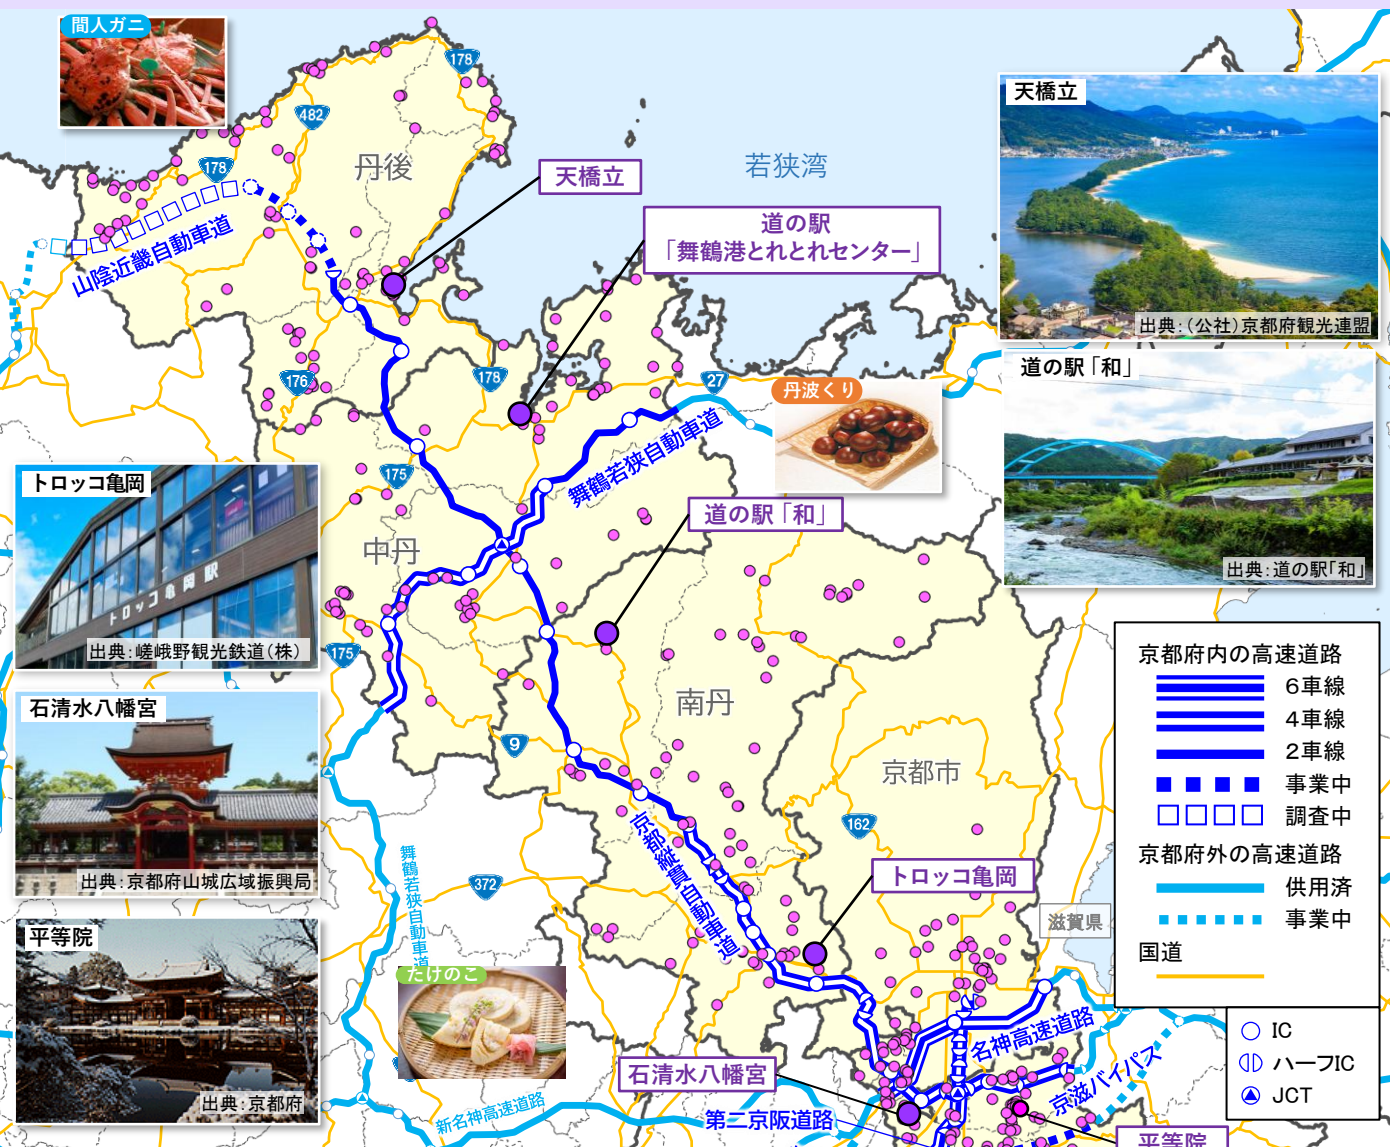 間人ガニ
178
482
178
丹後
天橋立
若狭湾
道の駅
「舞鶴港とれとれセンター」
天橋立
出典：（公社）京都府観光連盟
山陰近畿自動車道
176
178
27
丹波くり
道の駅「和」
出典：道の駅「和」
舞鶴若狭自動車道
175
中丹
道の駅「和」
トロッコ亀岡
トロッコ亀岡駅
出典：嵯峨野観光鉄道（株）
175
南丹
9
京都市
162
石清水八幡宮
出典：京都府山城広域振興局
京都縦貫自動車道
舞鶴若狭自動車道
372
トロッコ亀岡
滋賀県
京都府内の高速道路
６車線
４車線
２車線
事業中
調査中
京都府外の高速道路
供用済
事業中
国道
IC
ハーフIC
JCT
平等院
出典：京都府
たけのこ
名神高速道路
京滋バイパス
石清水八幡宮
第二京阪道路
新名神高速道路
平等院